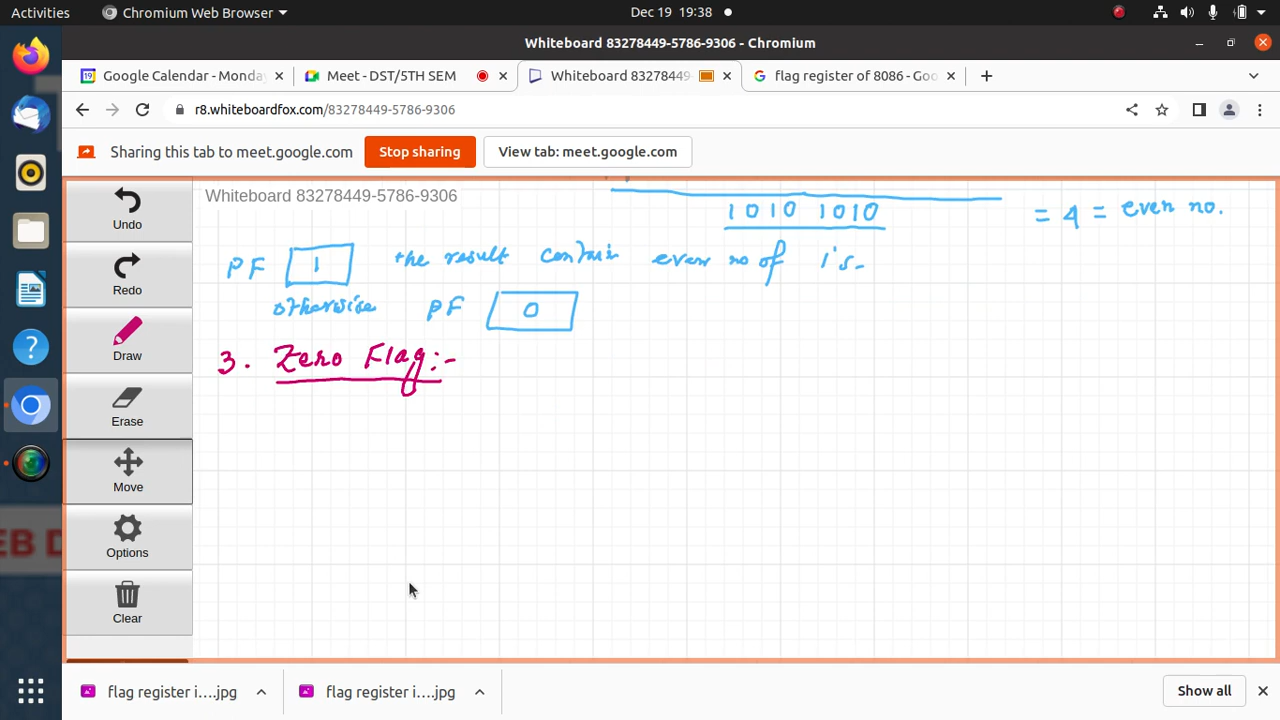 Activities Chromium Web Browser Dec 19 19:38
Whiteboard 83278449-5786-9306 - Chromium
Google Calendar - Monda Meet - DST/5TH SEM Whiteboard 83278449 flag register of 8086 - Goo
r8.whiteboardfox.com/83278449-5786-9306
Sharing this tab to meet.google.com Stop sharing View tab: meet.google.com
Whiteboard 83278449-5786-9306
1010 1010 = 4 = even no.
PF 1 the result contain even no of 1's.
otherwise PF 0
3. Zero Flag:-
Undo
Redo
Draw
Erase
Move
Options
Clear
EB D
flag register i....jpg flag register i....jpg Show all